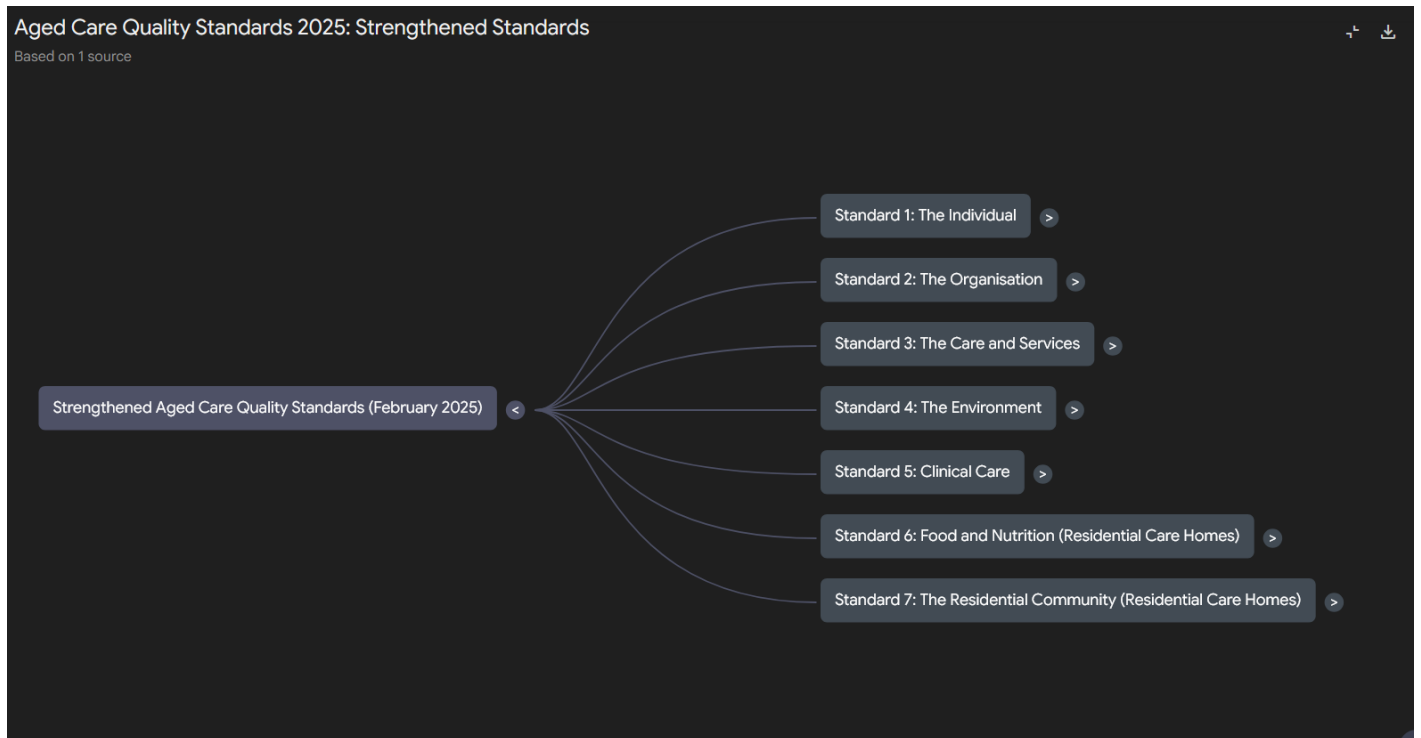 Aged Care Quality Standards 2025: Strengthened Standards
Based on 1 source
Standard 1: The Individual >
Standard 2: The Organisation >
Standard 3: The Care and Services >
Strengthened Aged Care Quality Standards (February 2025) <
Standard 4: The Environment >
Standard 5: Clinical Care >
Standard 6: Food and Nutrition (Residential Care Homes) >
Standard 7: The Residential Community (Residential Care Homes) >